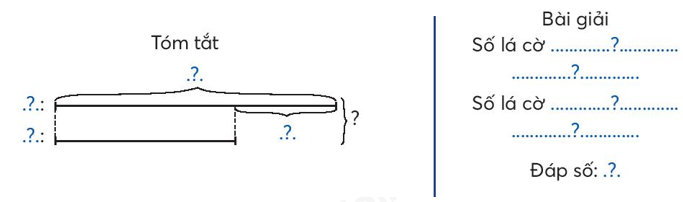 Tóm tắt
.?.
.?.:
?
.?.:
.?.
Bài giải
Số lá cờ .............?.............
.............?.............
Số lá cờ .............?.............
.............?.............
Đáp số: .?.